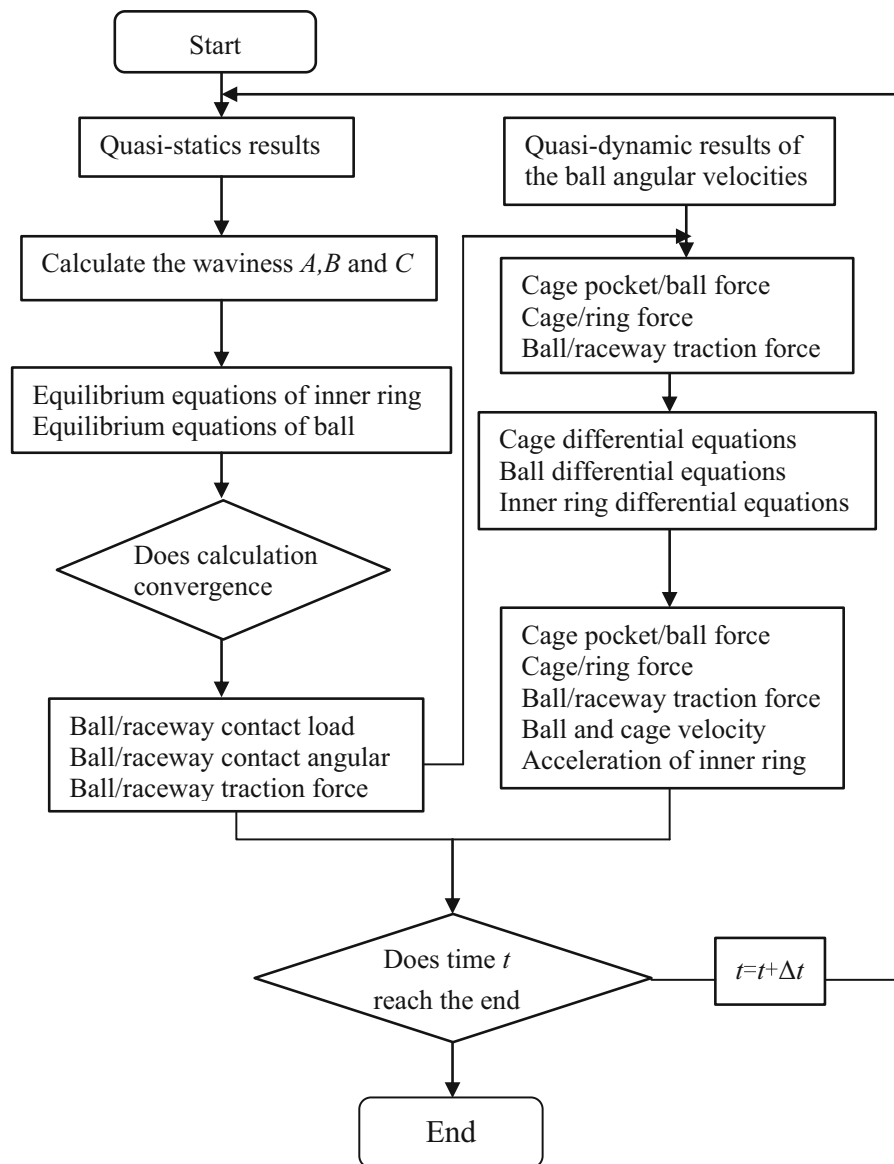 Start
Quasi-statics results
Calculate the waviness A,B and C
Equilibrium equations of inner ring
Equilibrium equations of ball
Does calculation
convergence
Ball/raceway contact load
Ball/raceway contact angular
Ball/raceway traction force
Quasi-dynamic results of
the ball angular velocities
Cage pocket/ball force
Cage/ring force
Ball/raceway traction force
Cage differential equations
Ball differential equations
Inner ring differential equations
Cage pocket/ball force
Cage/ring force
Ball/raceway traction force
Ball and cage velocity
Acceleration of inner ring
Does time t
reach the end
t=t+Δt
End